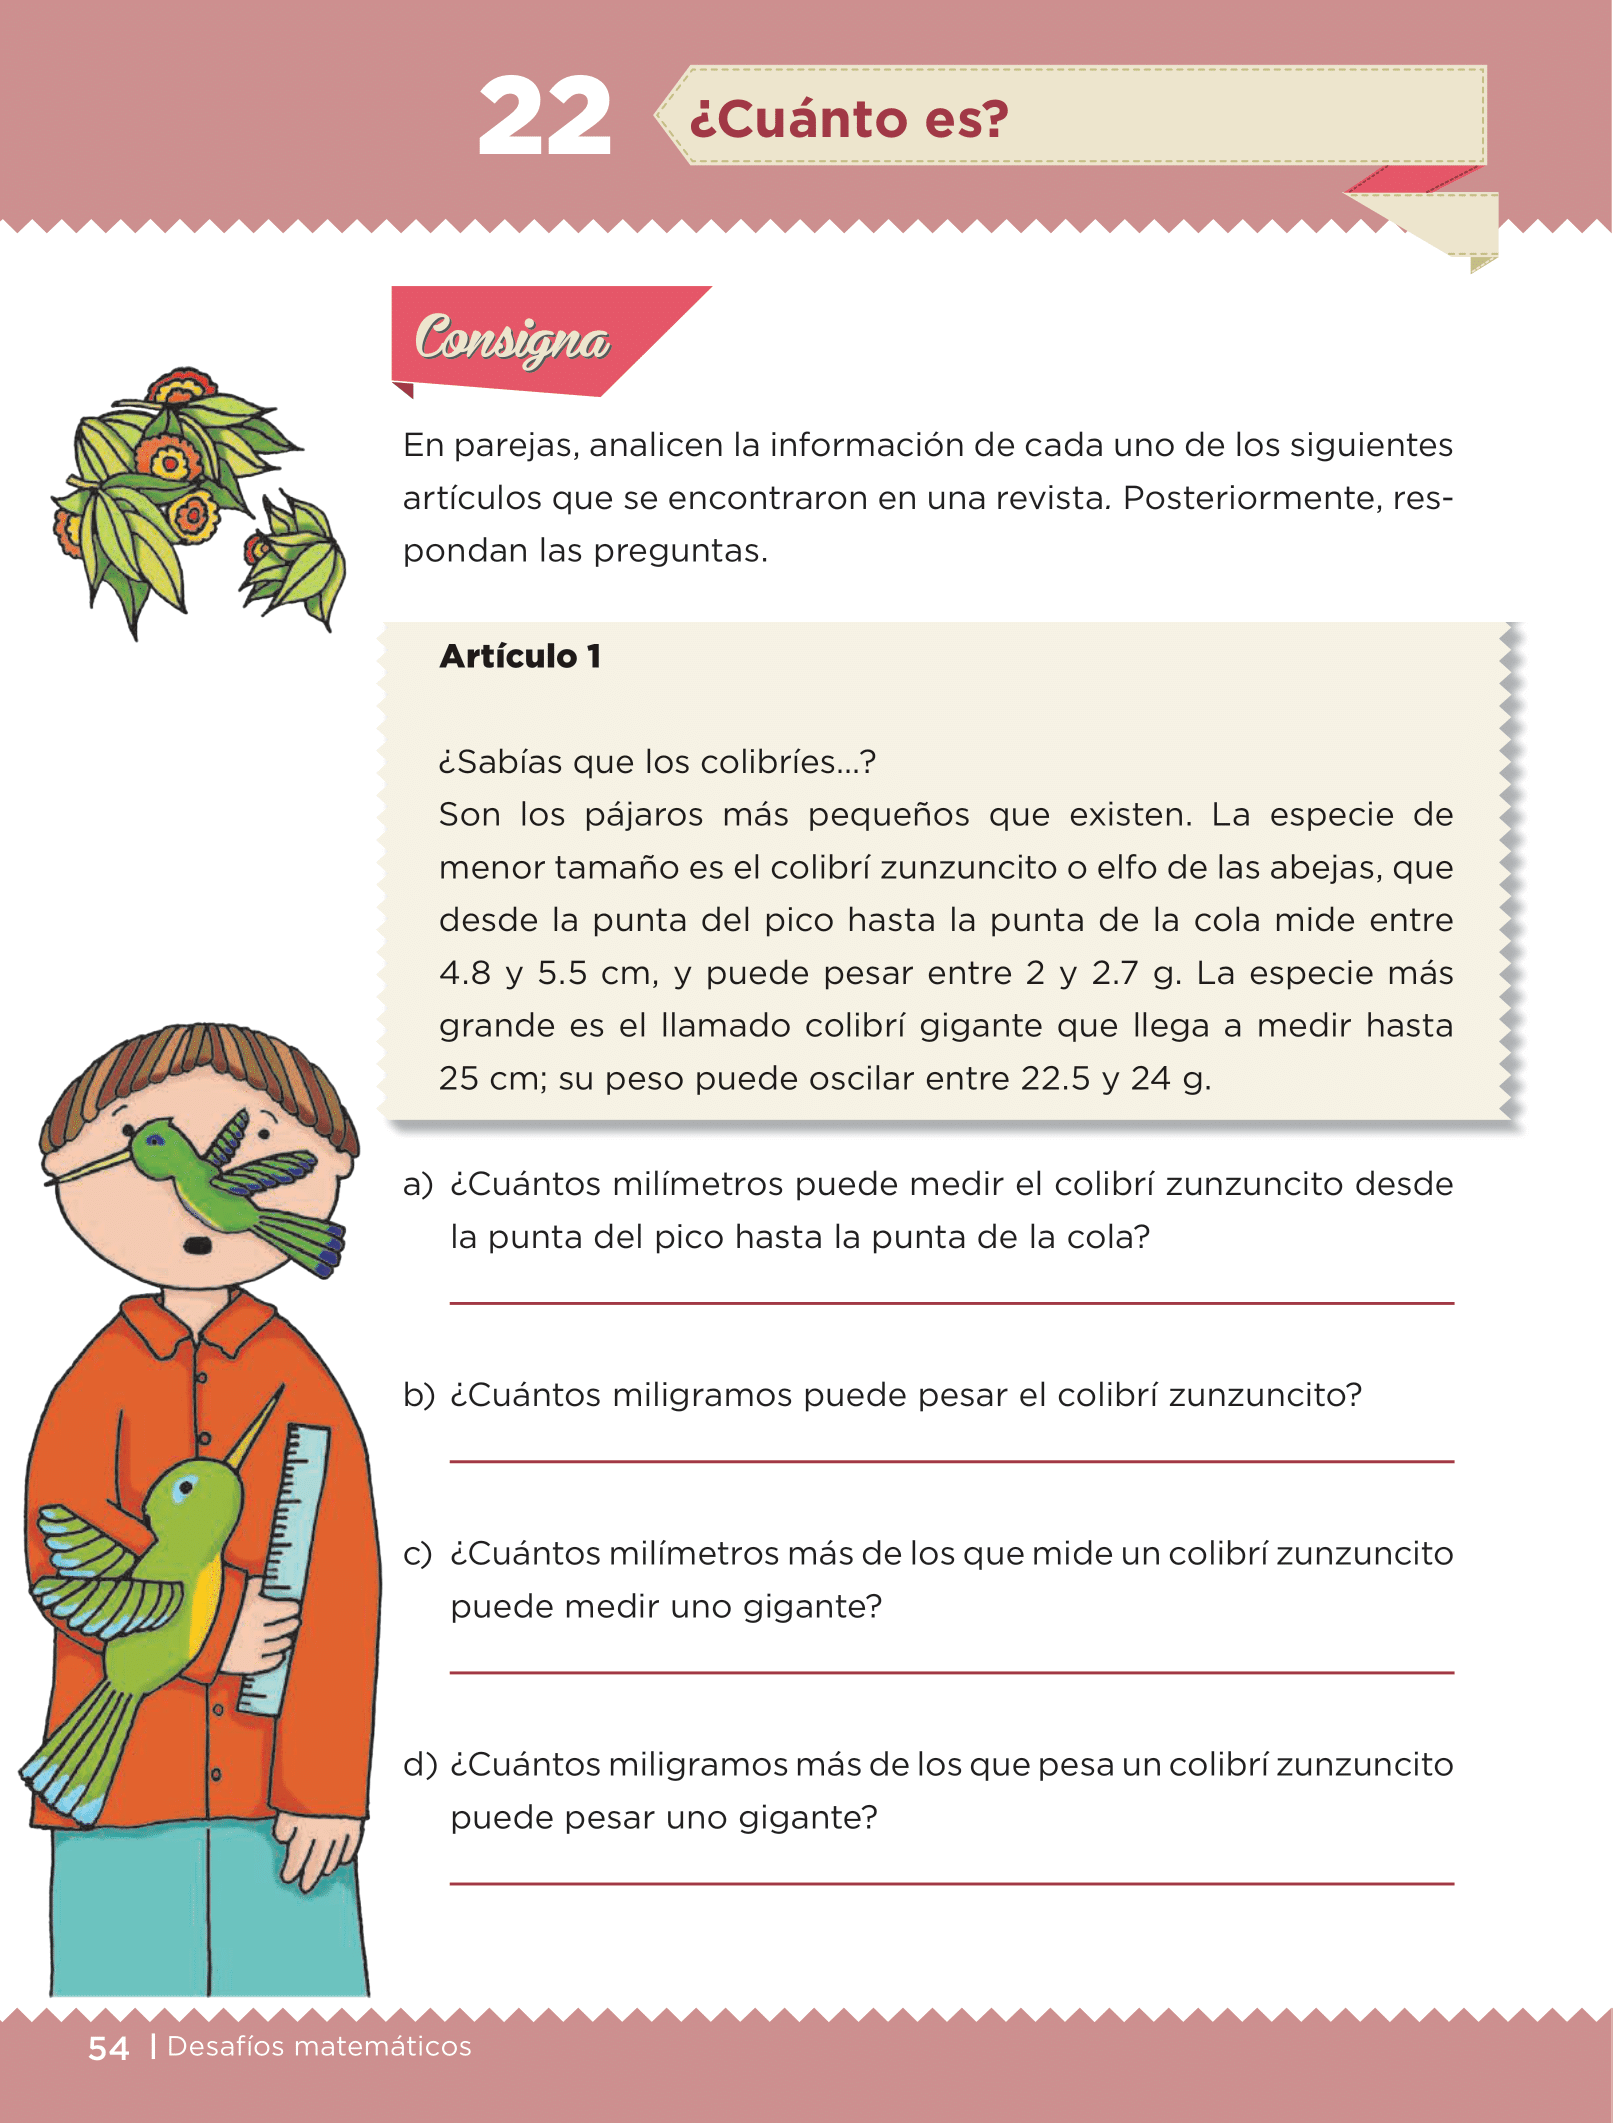 22
¿Cuánto es?
Consigna
En parejas, analicen la información de cada uno de los siguientes
artículos que se encontraron en una revista. Posteriormente, res-
pondan las preguntas.
Artículo 1
¿Sabías que los colibríes...?
Son los pájaros más pequeños que existen. La especie de
menor tamaño es el colibrí zunzuncito o elfo de las abejas, que
desde la punta del pico hasta la punta de la cola mide entre
4.8 y 5.5 cm, y puede pesar entre 2 y 2.7 g. La especie más
grande es el llamado colibrí gigante que llega a medir hasta
25 cm; su peso puede oscilar entre 22.5 y 24 g.
a) ¿Cuántos milímetros puede medir el colibrí zunzuncito desde
la punta del pico hasta la punta de la cola?
b) ¿Cuántos miligramos puede pesar el colibrí zunzuncito?
c) ¿Cuántos milímetros más de los que mide un colibrí zunzuncito
puede medir uno gigante?
d) ¿Cuántos miligramos más de los que pesa un colibrí zunzuncito
puede pesar uno gigante?
54 | Desafíos matemáticos